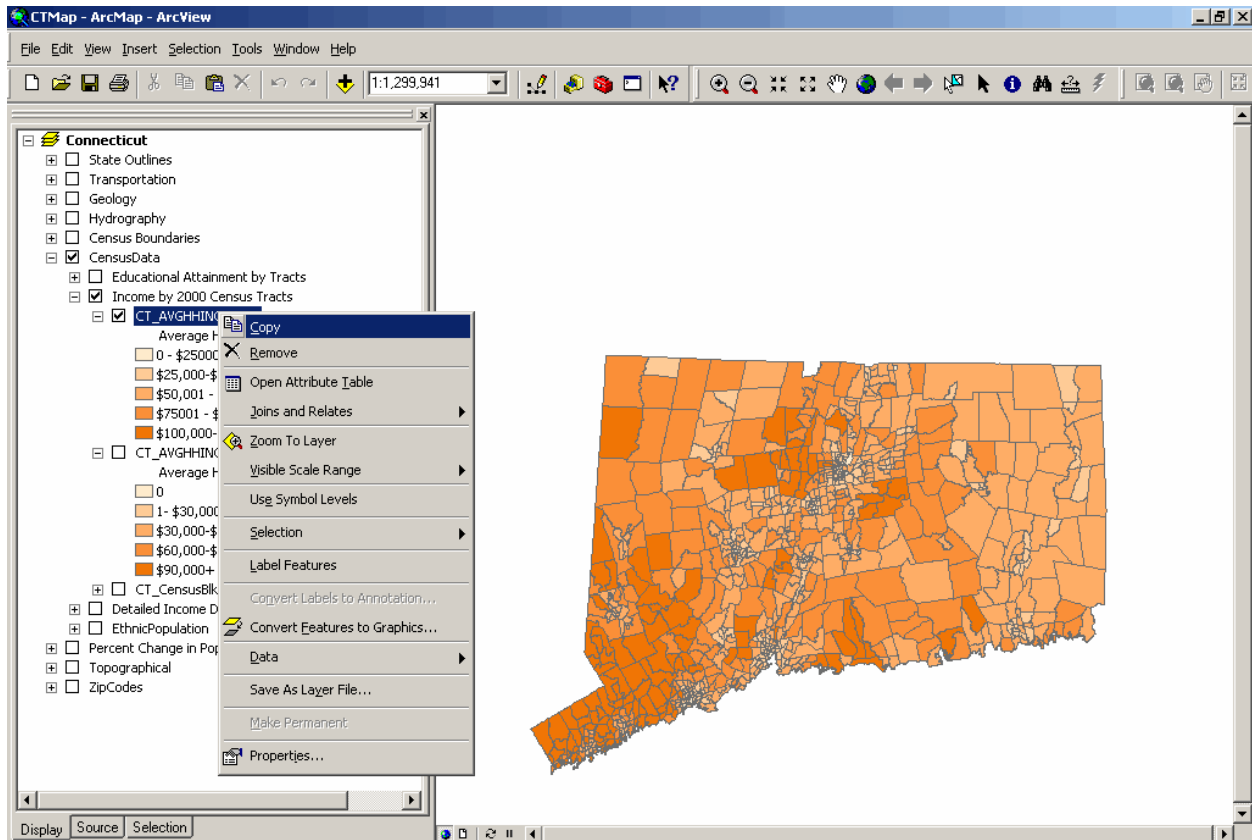 CTMap - ArcMap - ArcView
File Edit View Insert Selection Tools Window Help
1:1,299,941
Connecticut
State Outlines
Transportation
Geology
Hydrography
Census Boundaries
CensusData
Educational Attainment by Tracts
Income by 2000 Census Tracts
CT_AVGHHINC
Average H
0 - $25000
$25,000-$
$50,001 -
$75001 - $
$100,000-
CT_AVGHHINC
Average H
0
1- $30,000
$30,000-$
$60,000-$
$90,000+
CT_CensusBlk
Detailed Income D
EthnicPopulation
Percent Change in Pop
Topographical
ZipCodes
Copy
Remove
Open Attribute Table
Joins and Relates
Zoom To Layer
Visible Scale Range
Use Symbol Levels
Selection
Label Features
Convert Labels to Annotation...
Convert Features to Graphics...
Data
Save As Layer File...
Make Permanent
Properties...
Display Source Selection